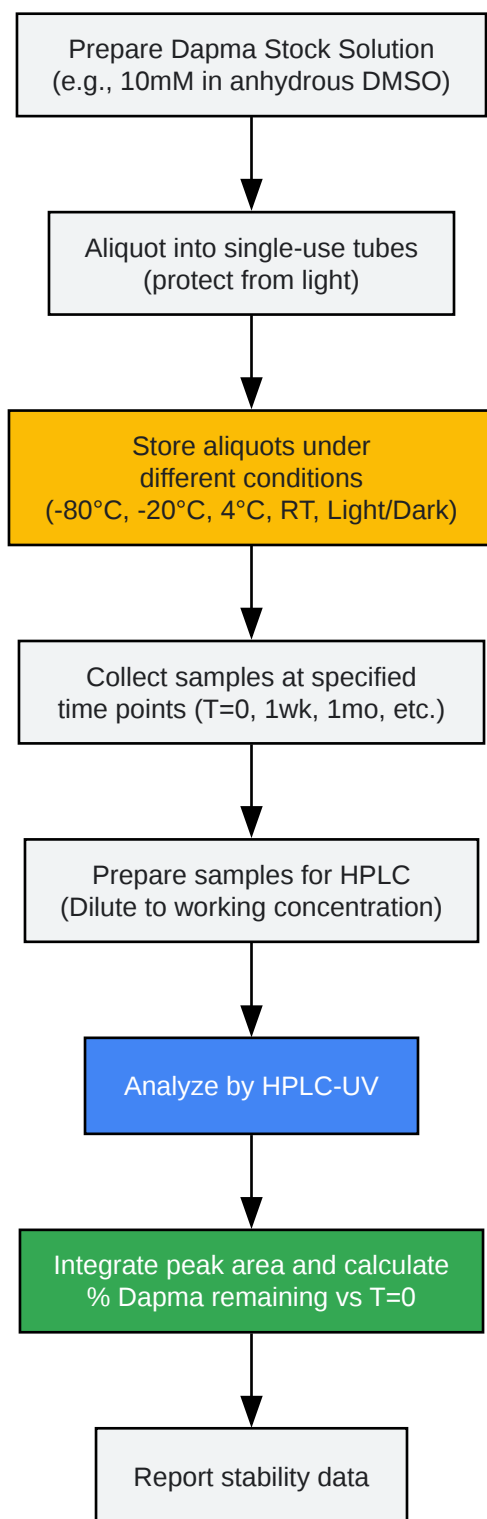 Prepare Dapma Stock Solution
(e.g., 10mM in anhydrous DMSO)
Aliquot into single-use tubes
(protect from light)
Store aliquots under
different conditions
(-80°C, -20°C, 4°C, RT, Light/Dark)
Collect samples at specified
time points (T=0, 1wk, 1mo, etc.)
Prepare samples for HPLC
(Dilute to working concentration)
Analyze by HPLC-UV
Integrate peak area and calculate
% Dapma remaining vs T=0
Report stability data